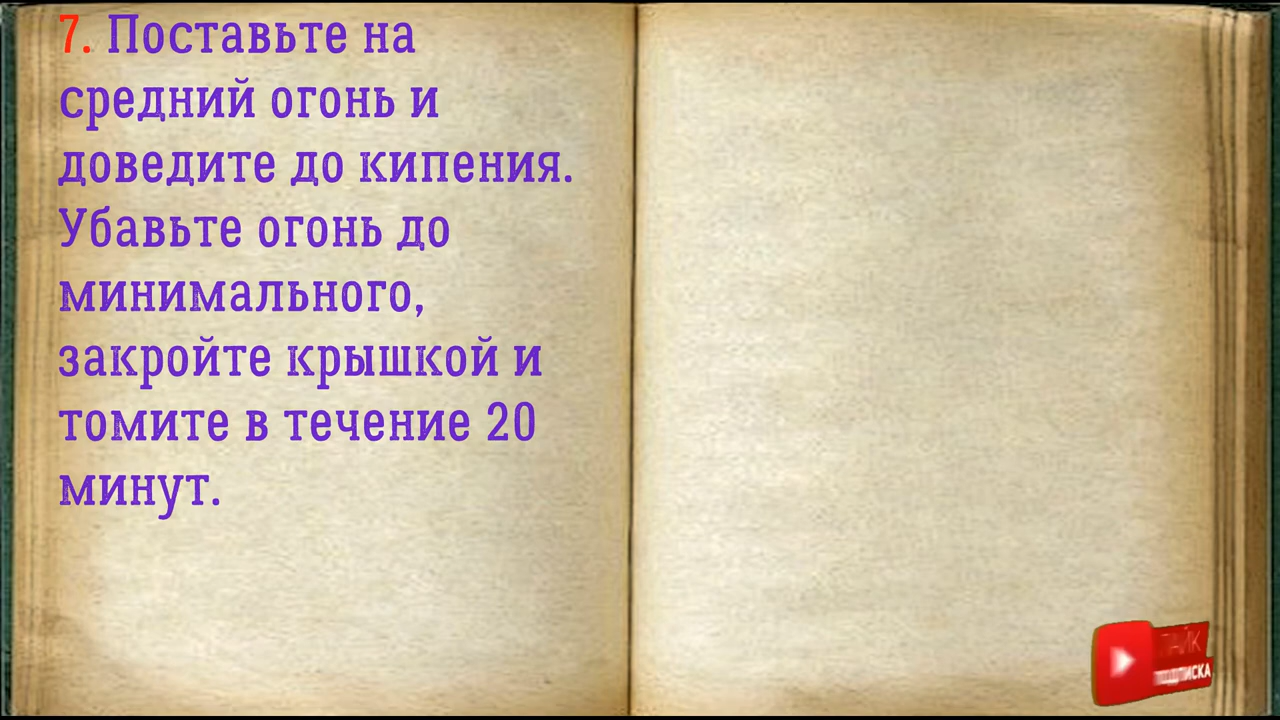 7. Поставьте на
средний огонь и
доведите до кипения.
Убавьте огонь до
минимального,
закройте крышкой и
томите в течение 20
минут.
ЛАЙК
ПОДПИСКА